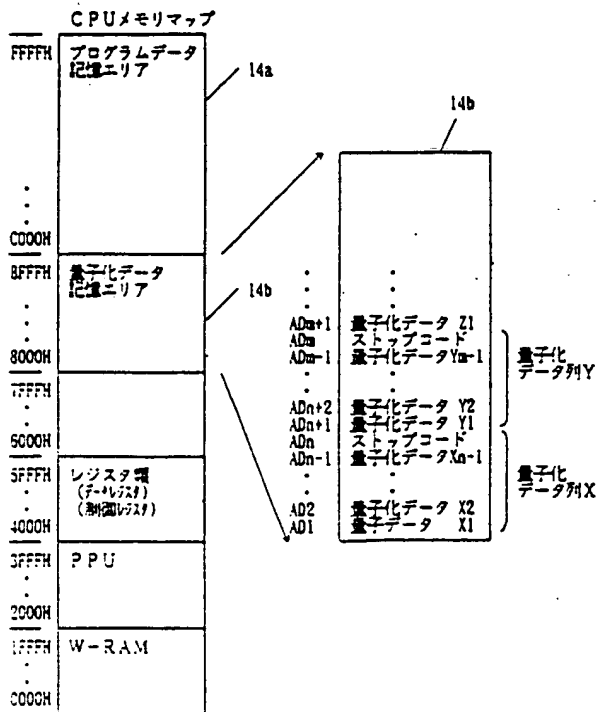 CPUメモリマップ
FFFFH プログラムデータ
記憶エリア
14a
・
・
・
C000H
BFFFH 量子化データ
記憶エリア
14b
・
・
・
8000H
7FFFH
・
・
6000H
5FFFH レジスタ類
(データレジスタ)
(制御レジスタ)
・
4000H
3FFFH PPU
・
・
2000H
1FFFH W-RAM
・
・
0000H
14b
・ ・
・ ・
・ ・
ADm+1 量子化データ Z1
ADm ストップコード
ADm-1 量子化データYm-1
・ ・
・ ・
ADn+2 量子化データ Y2
ADn+1 量子化データ Y1
量子化
データ列Y
ADn ストップコード
ADn-1 量子化データXn-1
・ ・
・ ・
AD2 量子化データ X2
AD1 量子データ X1
量子化
データ列X